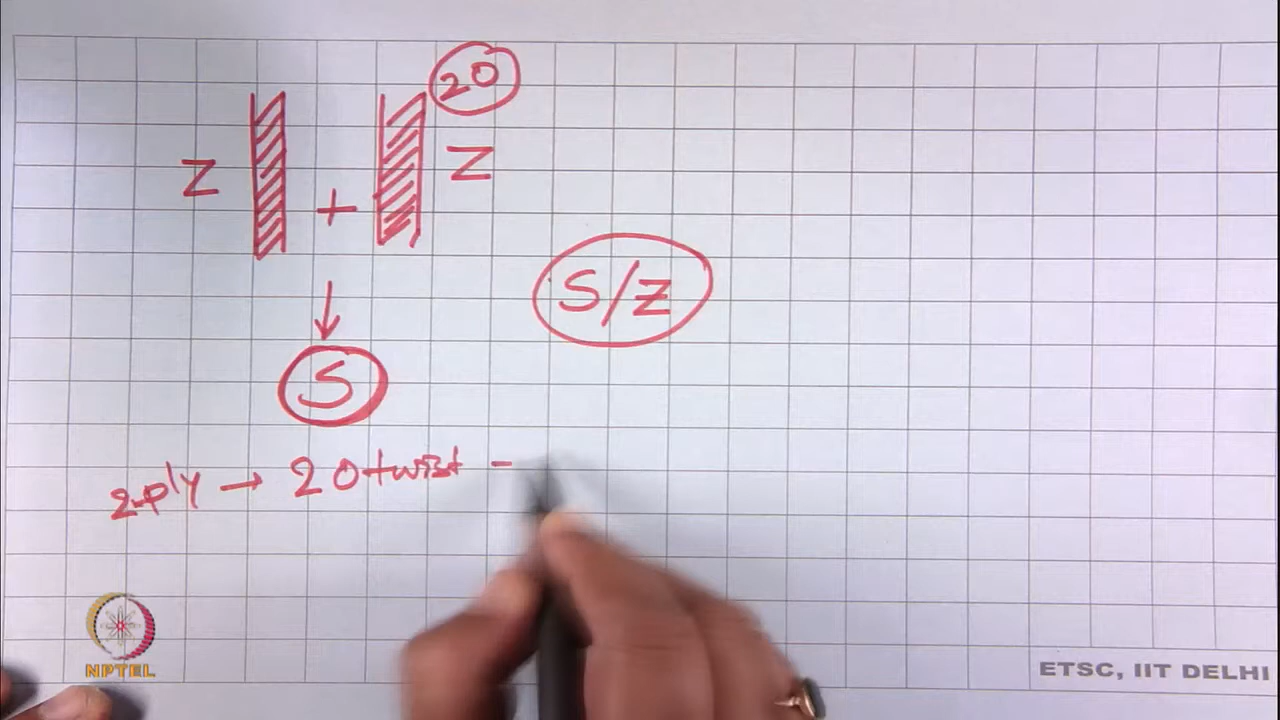 20
Z + Z
S/Z
S
2-ply → 20 twist -
NPTEL
ETSC, IIT DELHI